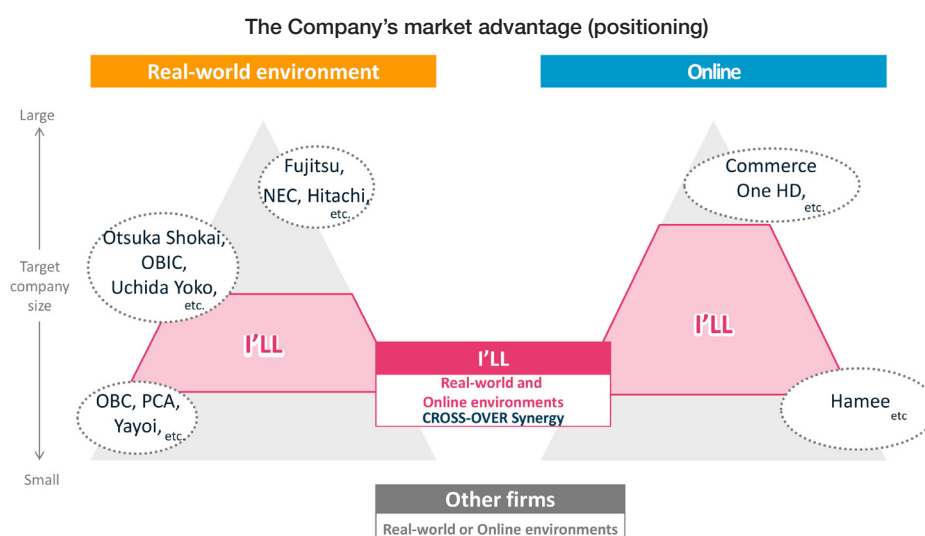 The Company's market advantage (positioning)
Real-world environment
Online
Large
Target
company
size
Small
Fujitsu,
NEC, Hitachi,
etc.
Otsuka Shokai,
OBIC,
Uchida Yoko,
etc.
I'LL
OBC, PCA,
Yayoi,
etc.
I'LL
Real-world and
Online environments
CROSS-OVER Synergy
Commerce
One HD,
etc.
I'LL
Hamee
etc
Other firms
Real-world or Online environments